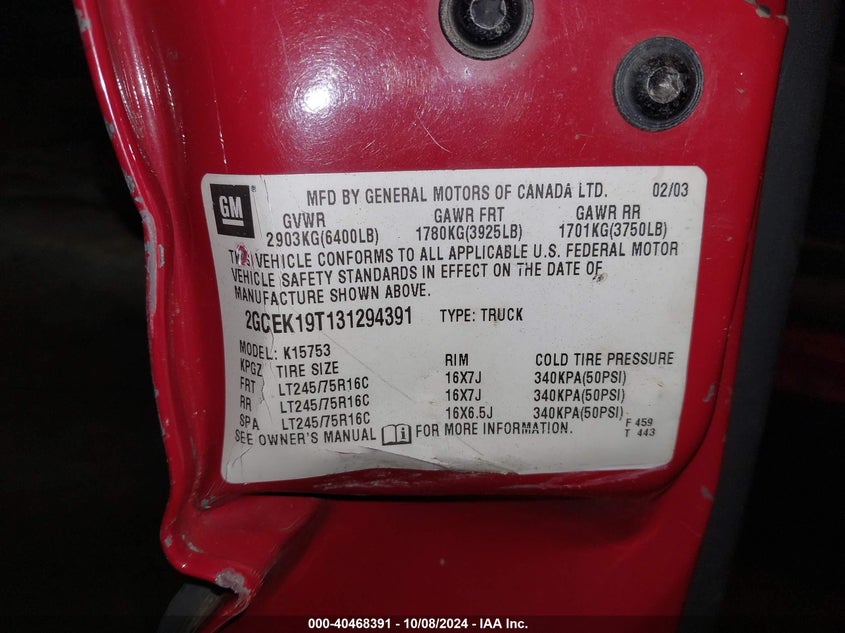 GM
MFD BY GENERAL MOTORS OF CANADA LTD. 02/03
GVWR GAWR FRT GAWR RR
2903KG(6400LB) 1780KG(3925LB) 1701KG(3750LB)
THIS VEHICLE CONFORMS TO ALL APPLICABLE U.S. FEDERAL MOTOR
VEHICLE SAFETY STANDARDS IN EFFECT ON THE DATE OF
MANUFACTURE SHOWN ABOVE.
2GCEK19T131294391 TYPE: TRUCK
MODEL: K15753
KPGZ TIRE SIZE RIM COLD TIRE PRESSURE
FRT LT245/75R16C 16X7J 340KPA(50PSI)
RR LT245/75R16C 16X7J 340KPA(50PSI)
SPA LT245/75R16C 16X6.5J 340KPA(50PSI)
SEE OWNER'S MANUAL FOR MORE INFORMATION.
F 459
T 443
000-40468391 - 10/08/2024 - IAA Inc.